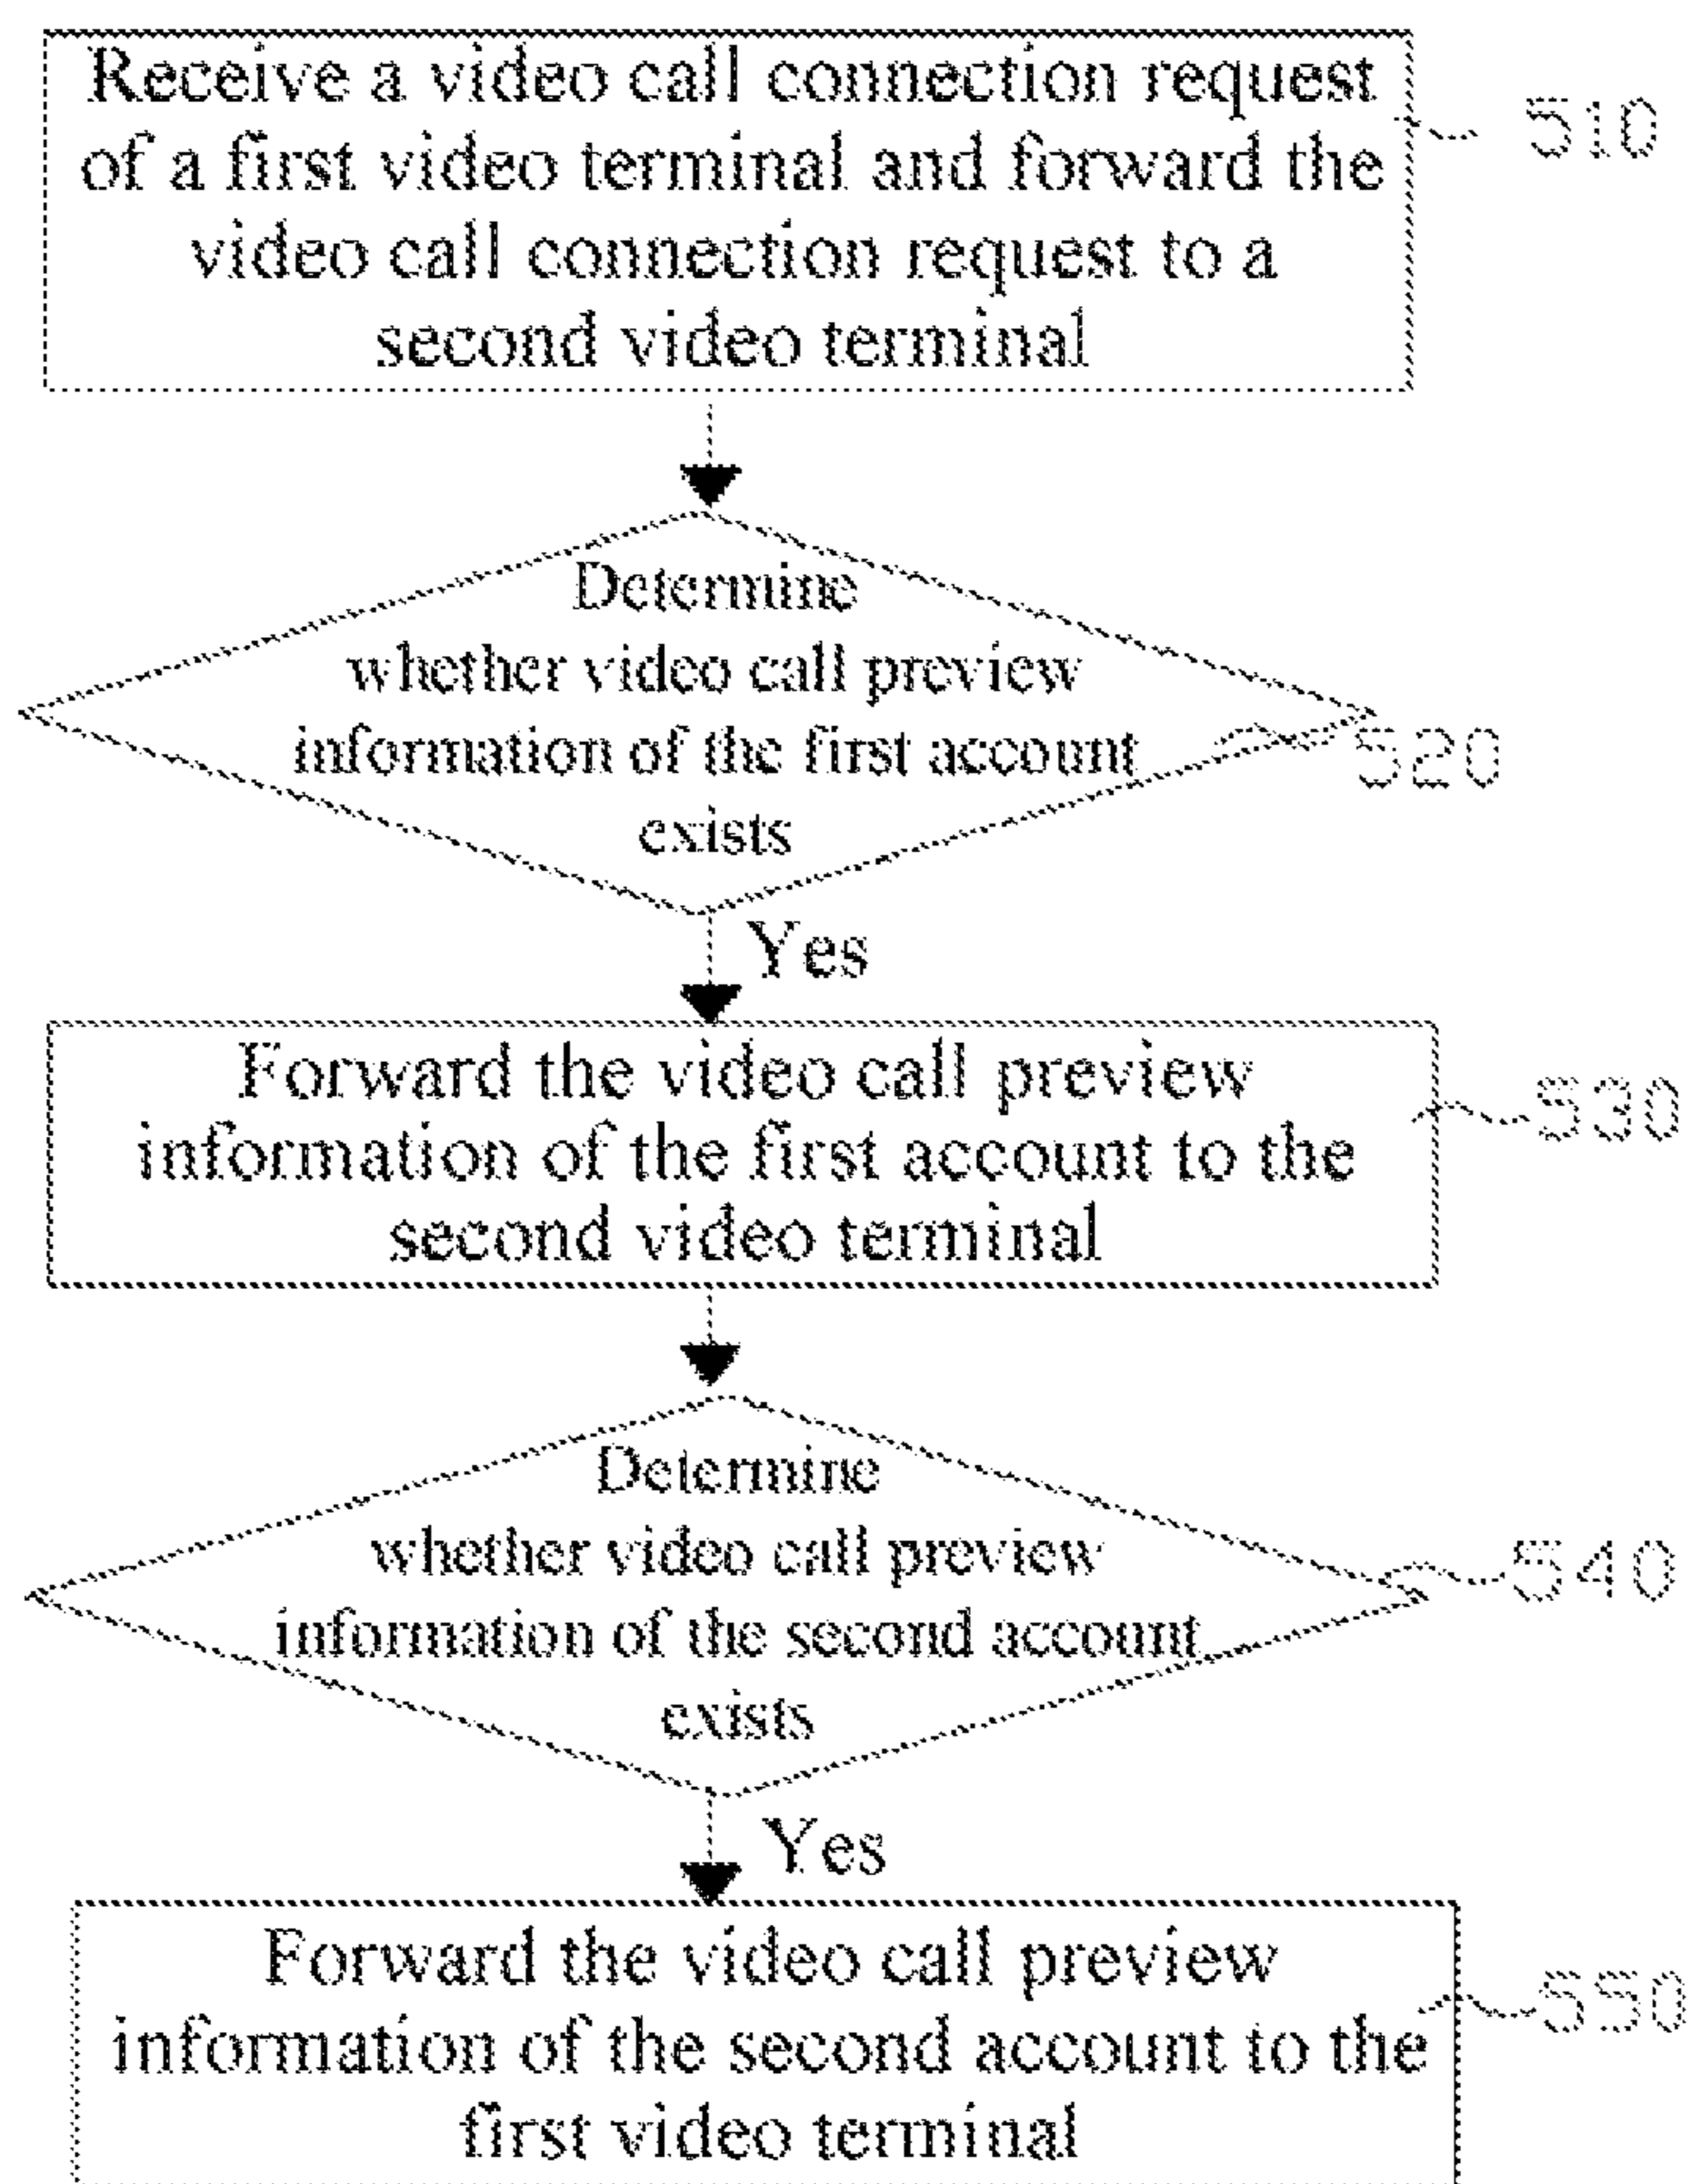 Receive a video call connection request
510
of a first video terminal and forward the
video call connection request to a
second video terminal
Determine
whether video call preview
information of the first account
520
exists
Yes
Forward the video call preview
530
information of the first account to the
second video terminal
Determine
whether video call preview
540
information of the second account
exists
Yes
Forward the video call preview
550
information of the second account to the
first video terminal